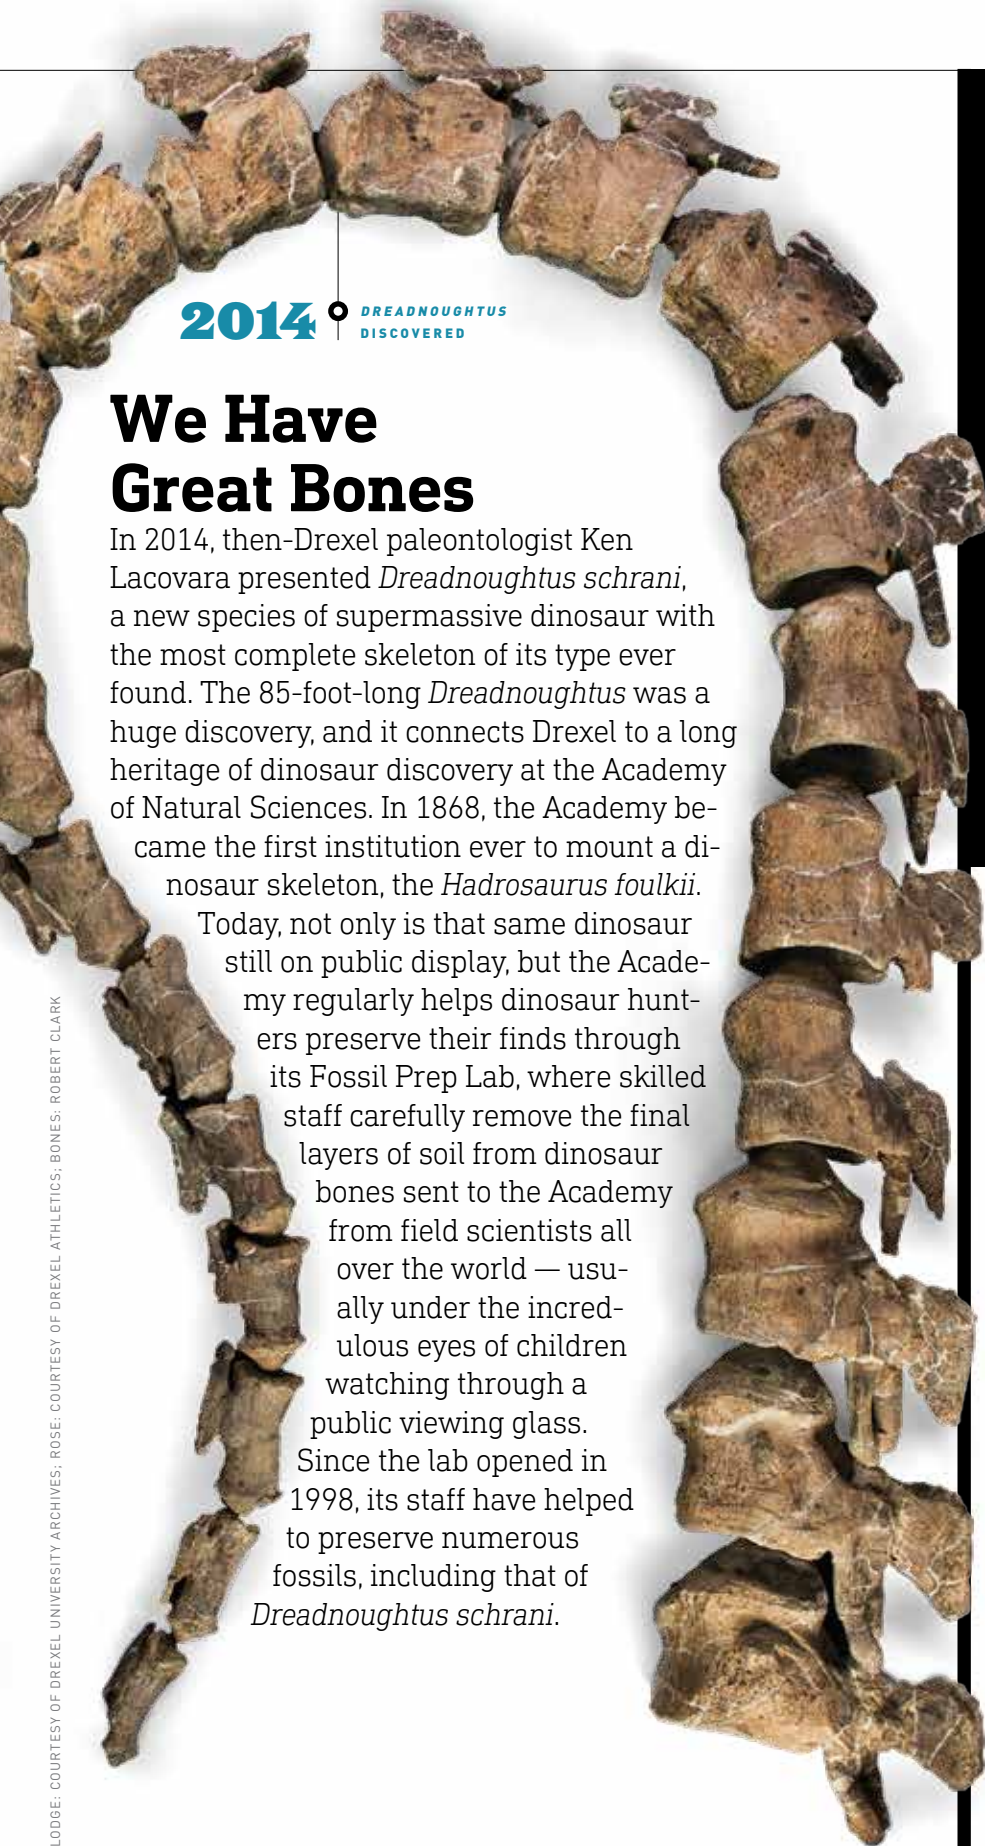 2014
DREADNOUGHTUS
DISCOVERED
We Have
Great Bones
In 2014, then-Drexel paleontologist Ken
Lacovara presented Dreadnoughtus schrani,
a new species of supermassive dinosaur with
the most complete skeleton of its type ever
found. The 85-foot-long Dreadnoughtus was a
huge discovery, and it connects Drexel to a long
heritage of dinosaur discovery at the Academy
of Natural Sciences. In 1868, the Academy be-
came the first institution ever to mount a di-
nosaur skeleton, the Hadrosaurus foulkii.
Today, not only is that same dinosaur
still on public display, but the Acade-
my regularly helps dinosaur hunt-
ers preserve their finds through
its Fossil Prep Lab, where skilled
staff carefully remove the final
layers of soil from dinosaur
bones sent to the Academy
from field scientists all
over the world — usu-
ally under the incred-
ulous eyes of children
watching through a
public viewing glass.
Since the lab opened in
1998, its staff have helped
to preserve numerous
fossils, including that of
Dreadnoughtus schrani.
LODGE: COURTESY OF DREXEL UNIVERSITY ARCHIVES; ROSE: COURTESY OF DREXEL ATHLETICS; BONES: ROBERT CLARK